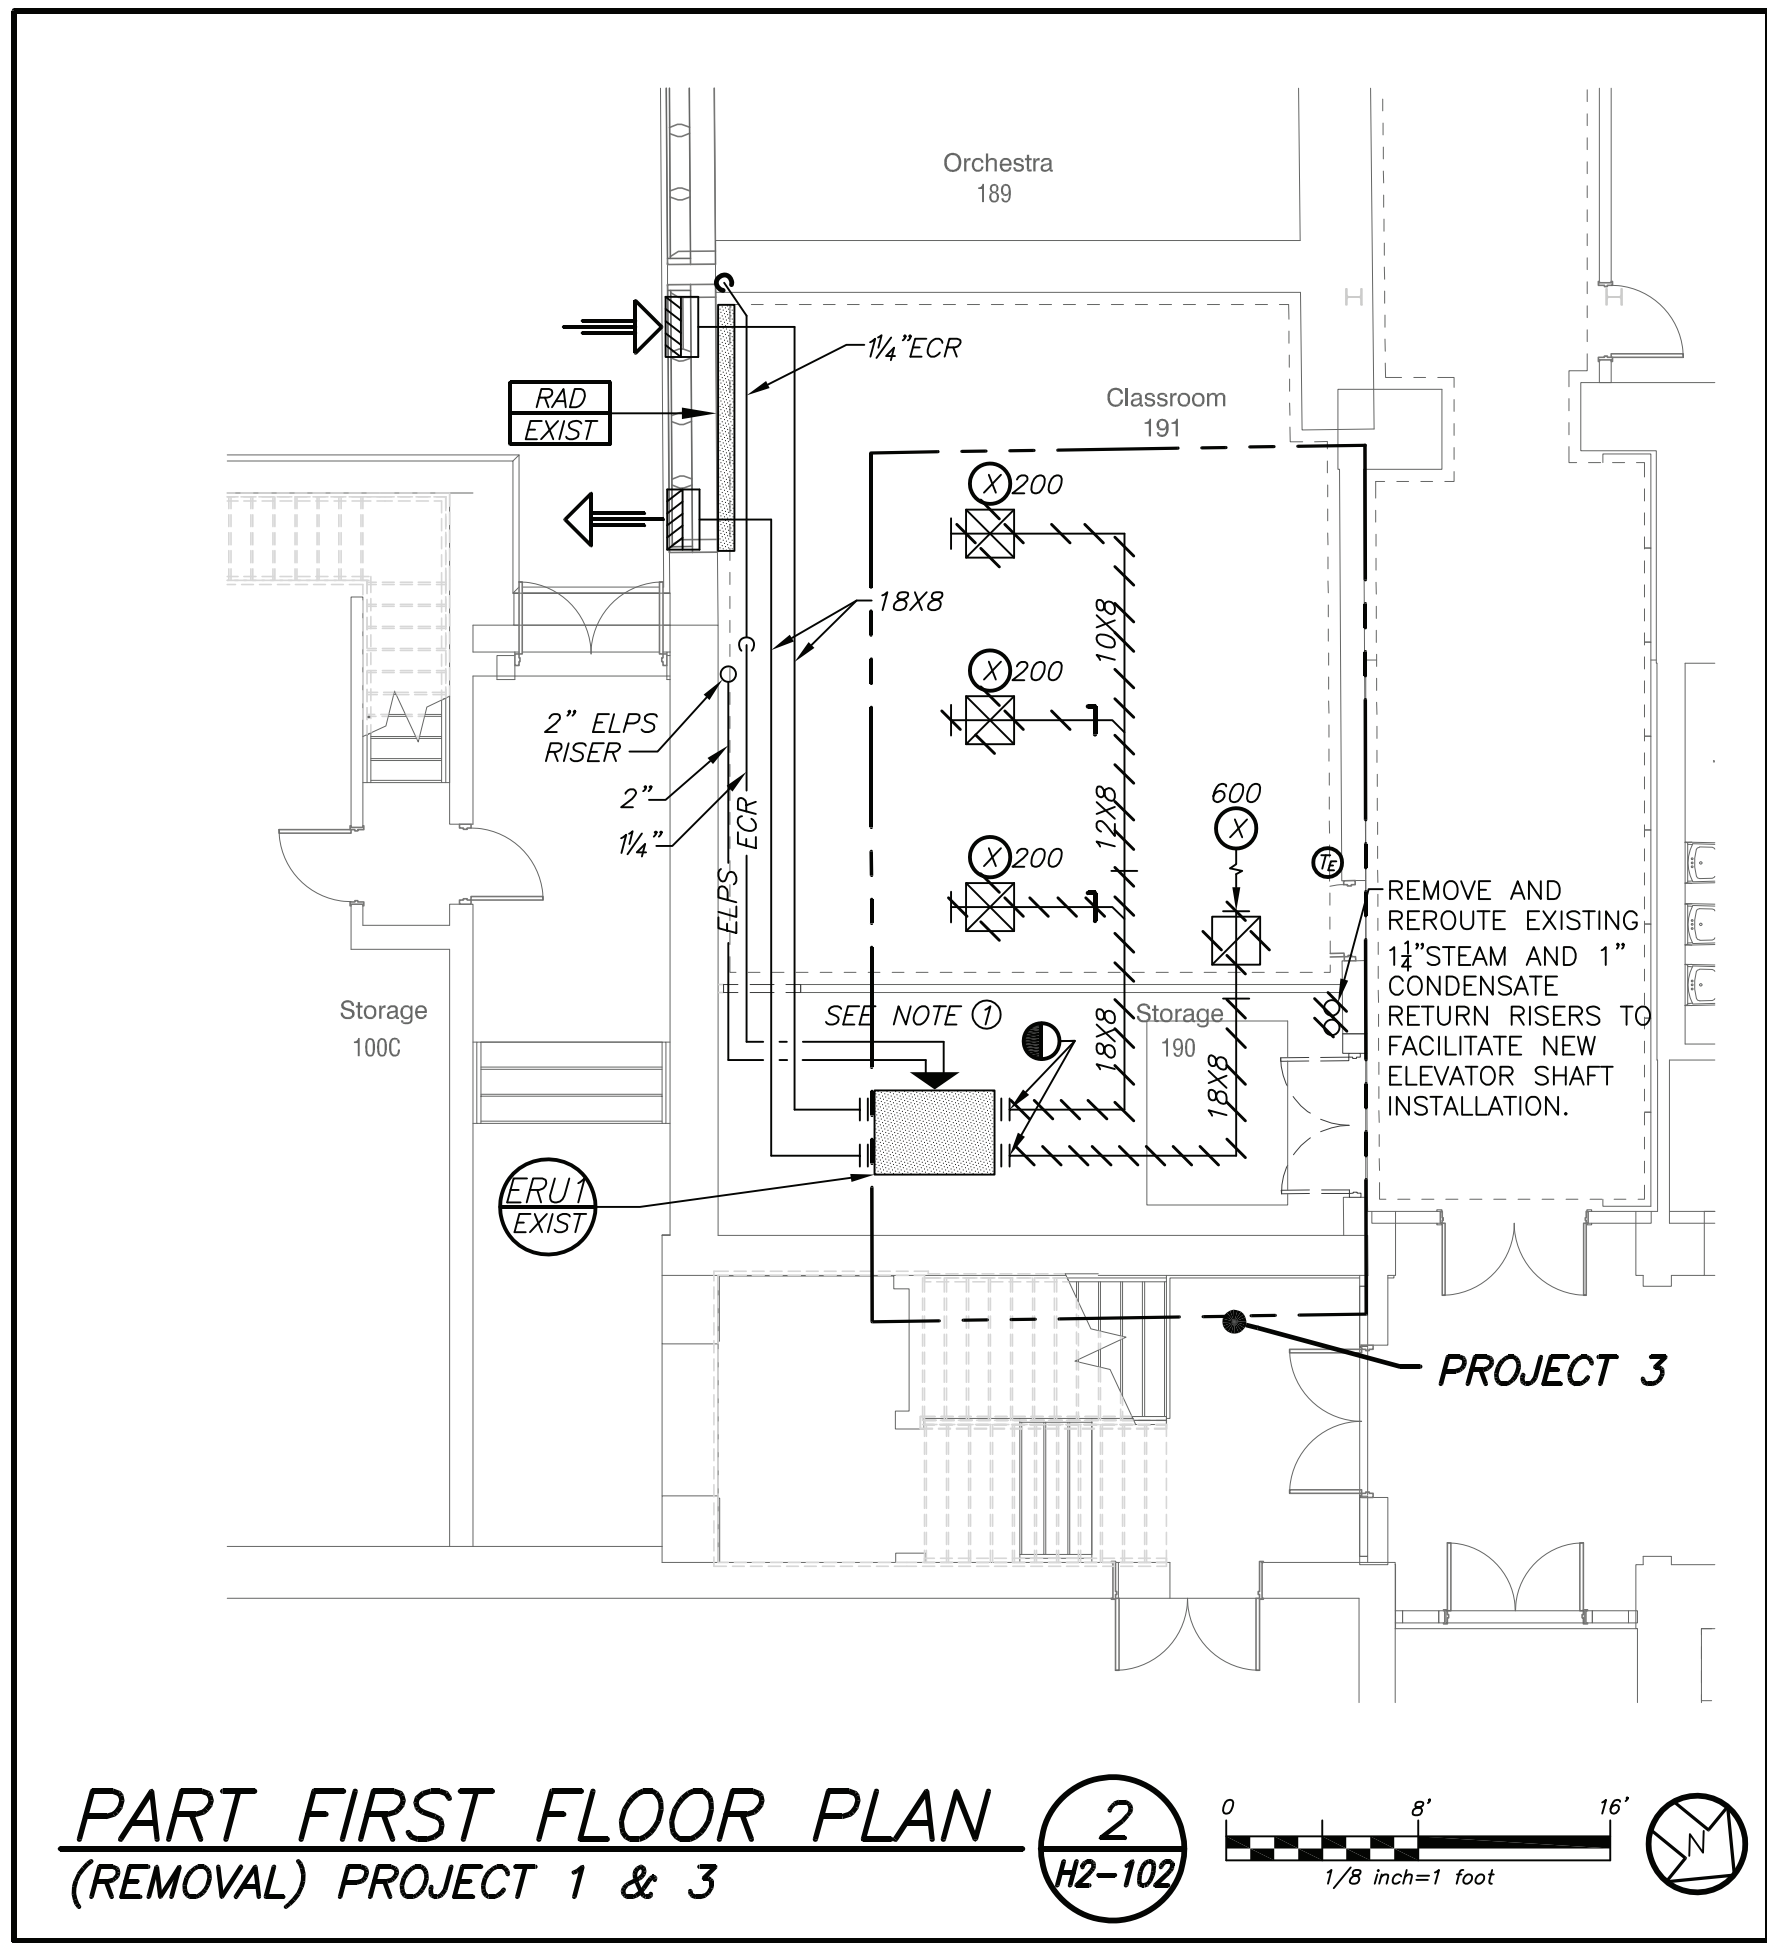 Orchestra
189
1¼"ECR
RAD
EXIST
Classroom
191
X 200
18X8
10X8
X 200
2" ELPS
RISER
2"
1¼"
ECR
ELPS
12X8
600
X
X 200
TE
REMOVE AND
REROUTE EXISTING
1¼"STEAM AND 1"
CONDENSATE
RETURN RISERS TO
FACILITATE NEW
ELEVATOR SHAFT
INSTALLATION.
Storage
100C
SEE NOTE 1
Storage
190
18X8
18X8
ERU1
EXIST
PROJECT 3
PART FIRST FLOOR PLAN
(REMOVAL) PROJECT 1 & 3
2
H2-102
0 8' 16'
1/8 inch=1 foot
N